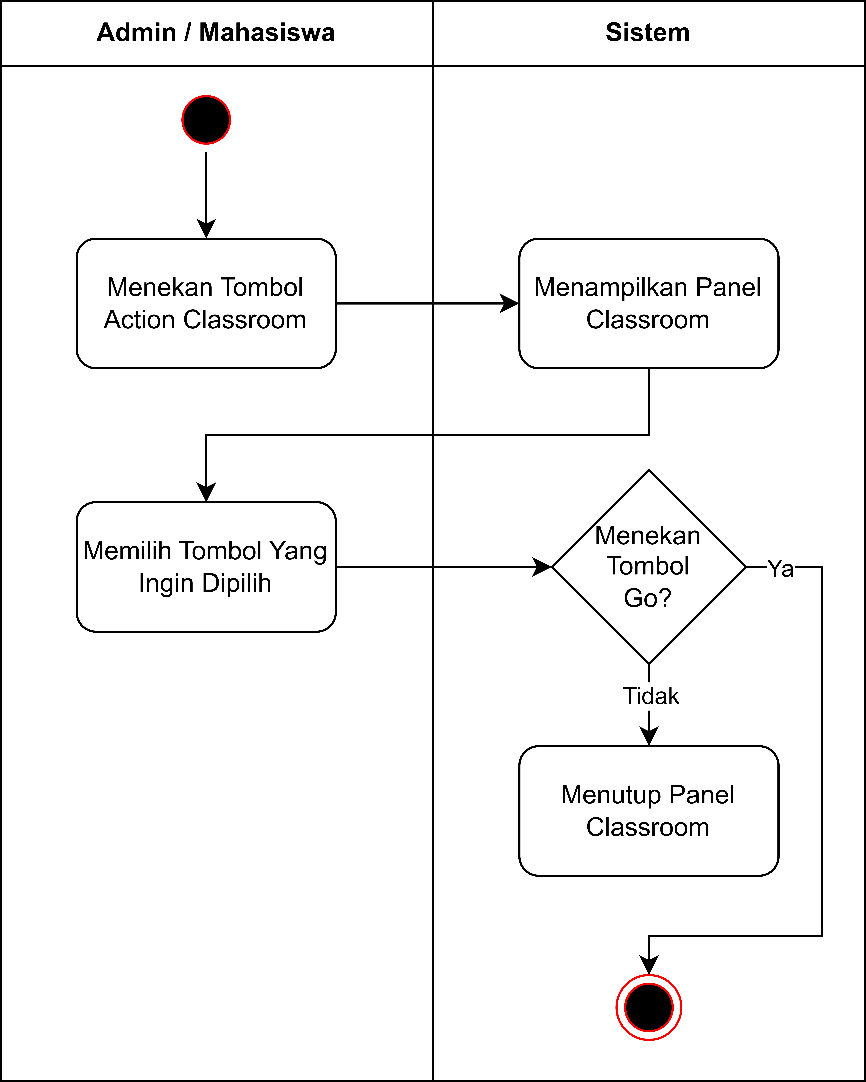 Admin / Mahasiswa
Sistem
Menekan Tombol
Action Classroom
Menampilkan Panel
Classroom
Memilih Tombol Yang
Ingin Dipilih
Menekan
Tombol
Go?
Ya
Tidak
Menutup Panel
Classroom